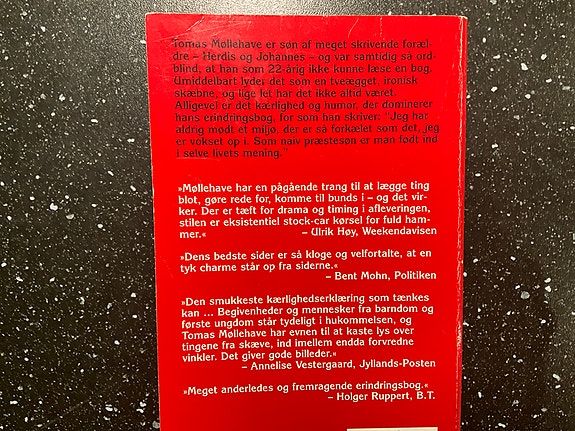 Tomas Møllehave er søn af meget skrivende foræl-
dre – Herdis og Johannes – og var samtidig så ord-
blind, at han som 22-årig ikke kunne læse en bog.
Umiddelbart lyder det som en tveægget, ironisk
skæbne, og lige let har det ikke altid været.
Alligevel er det kærlighed og humor, der dominerer
hans erindringsbog, for som han skriver: "Jeg har
aldrig mødt et miljø, der er så forkælet som det, jeg
er vokset op i. Som naiv præstesøn er man født ind
i selve livets mening."
»Møllehave har en pågående trang til at lægge ting
blot, gøre rede for, komme til bunds i – og det vir-
ker. Der er tæft for drama og timing i afleveringen,
stilen er eksistentiel stock-car kørsel for fuld ham-
mer.« – Ulrik Høy, Weekendavisen
»Dens bedste sider er så kloge og velfortalte, at en
tyk charme står op fra siderne.«
– Bent Mohn, Politiken
»Den smukkeste kærlighedserklæring som tænkes
kan ... Begivenheder og mennesker fra barndom og
første ungdom står tydeligt i hukommelsen, og
Tomas Møllehave har evnen til at kaste lys over
tingene fra skæve, ind imellem endda forvredne
vinkler. Det giver gode billeder.«
– Annelise Vestergaard, Jyllands-Posten
»Meget anderledes og fremragende erindringsbog.«
– Holger Ruppert, B.T.